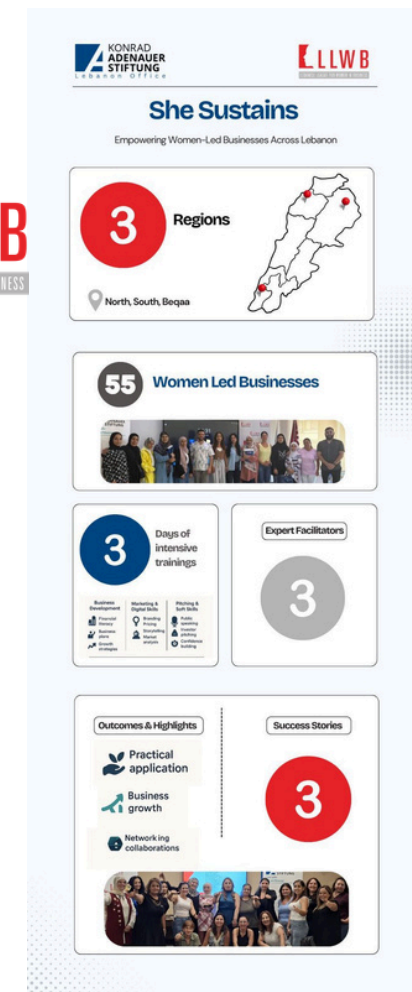 KONRAD
ADENAUER
STIFTUNG
Lebanon Office
LLWB
She Sustains
Empowering Women-Led Businesses Across Lebanon
3
Regions
North, South, Beqaa
B
NESS
55
Women Led Businesses
3
Days of
intensive
trainings
Business
Development
Financial
literacy
Business
plans
Growth
strategies
Marketing &
Digital Skills
Branding
Pricing
Storytelling
Market
analysis
Pitching &
Soft Skills
Public
speaking
Investor
pitching
Confidence
building
Expert Facilitators
3
Outcomes & Highlights
Practical
application
Business
growth
Networking
collaborations
Success Stories
3